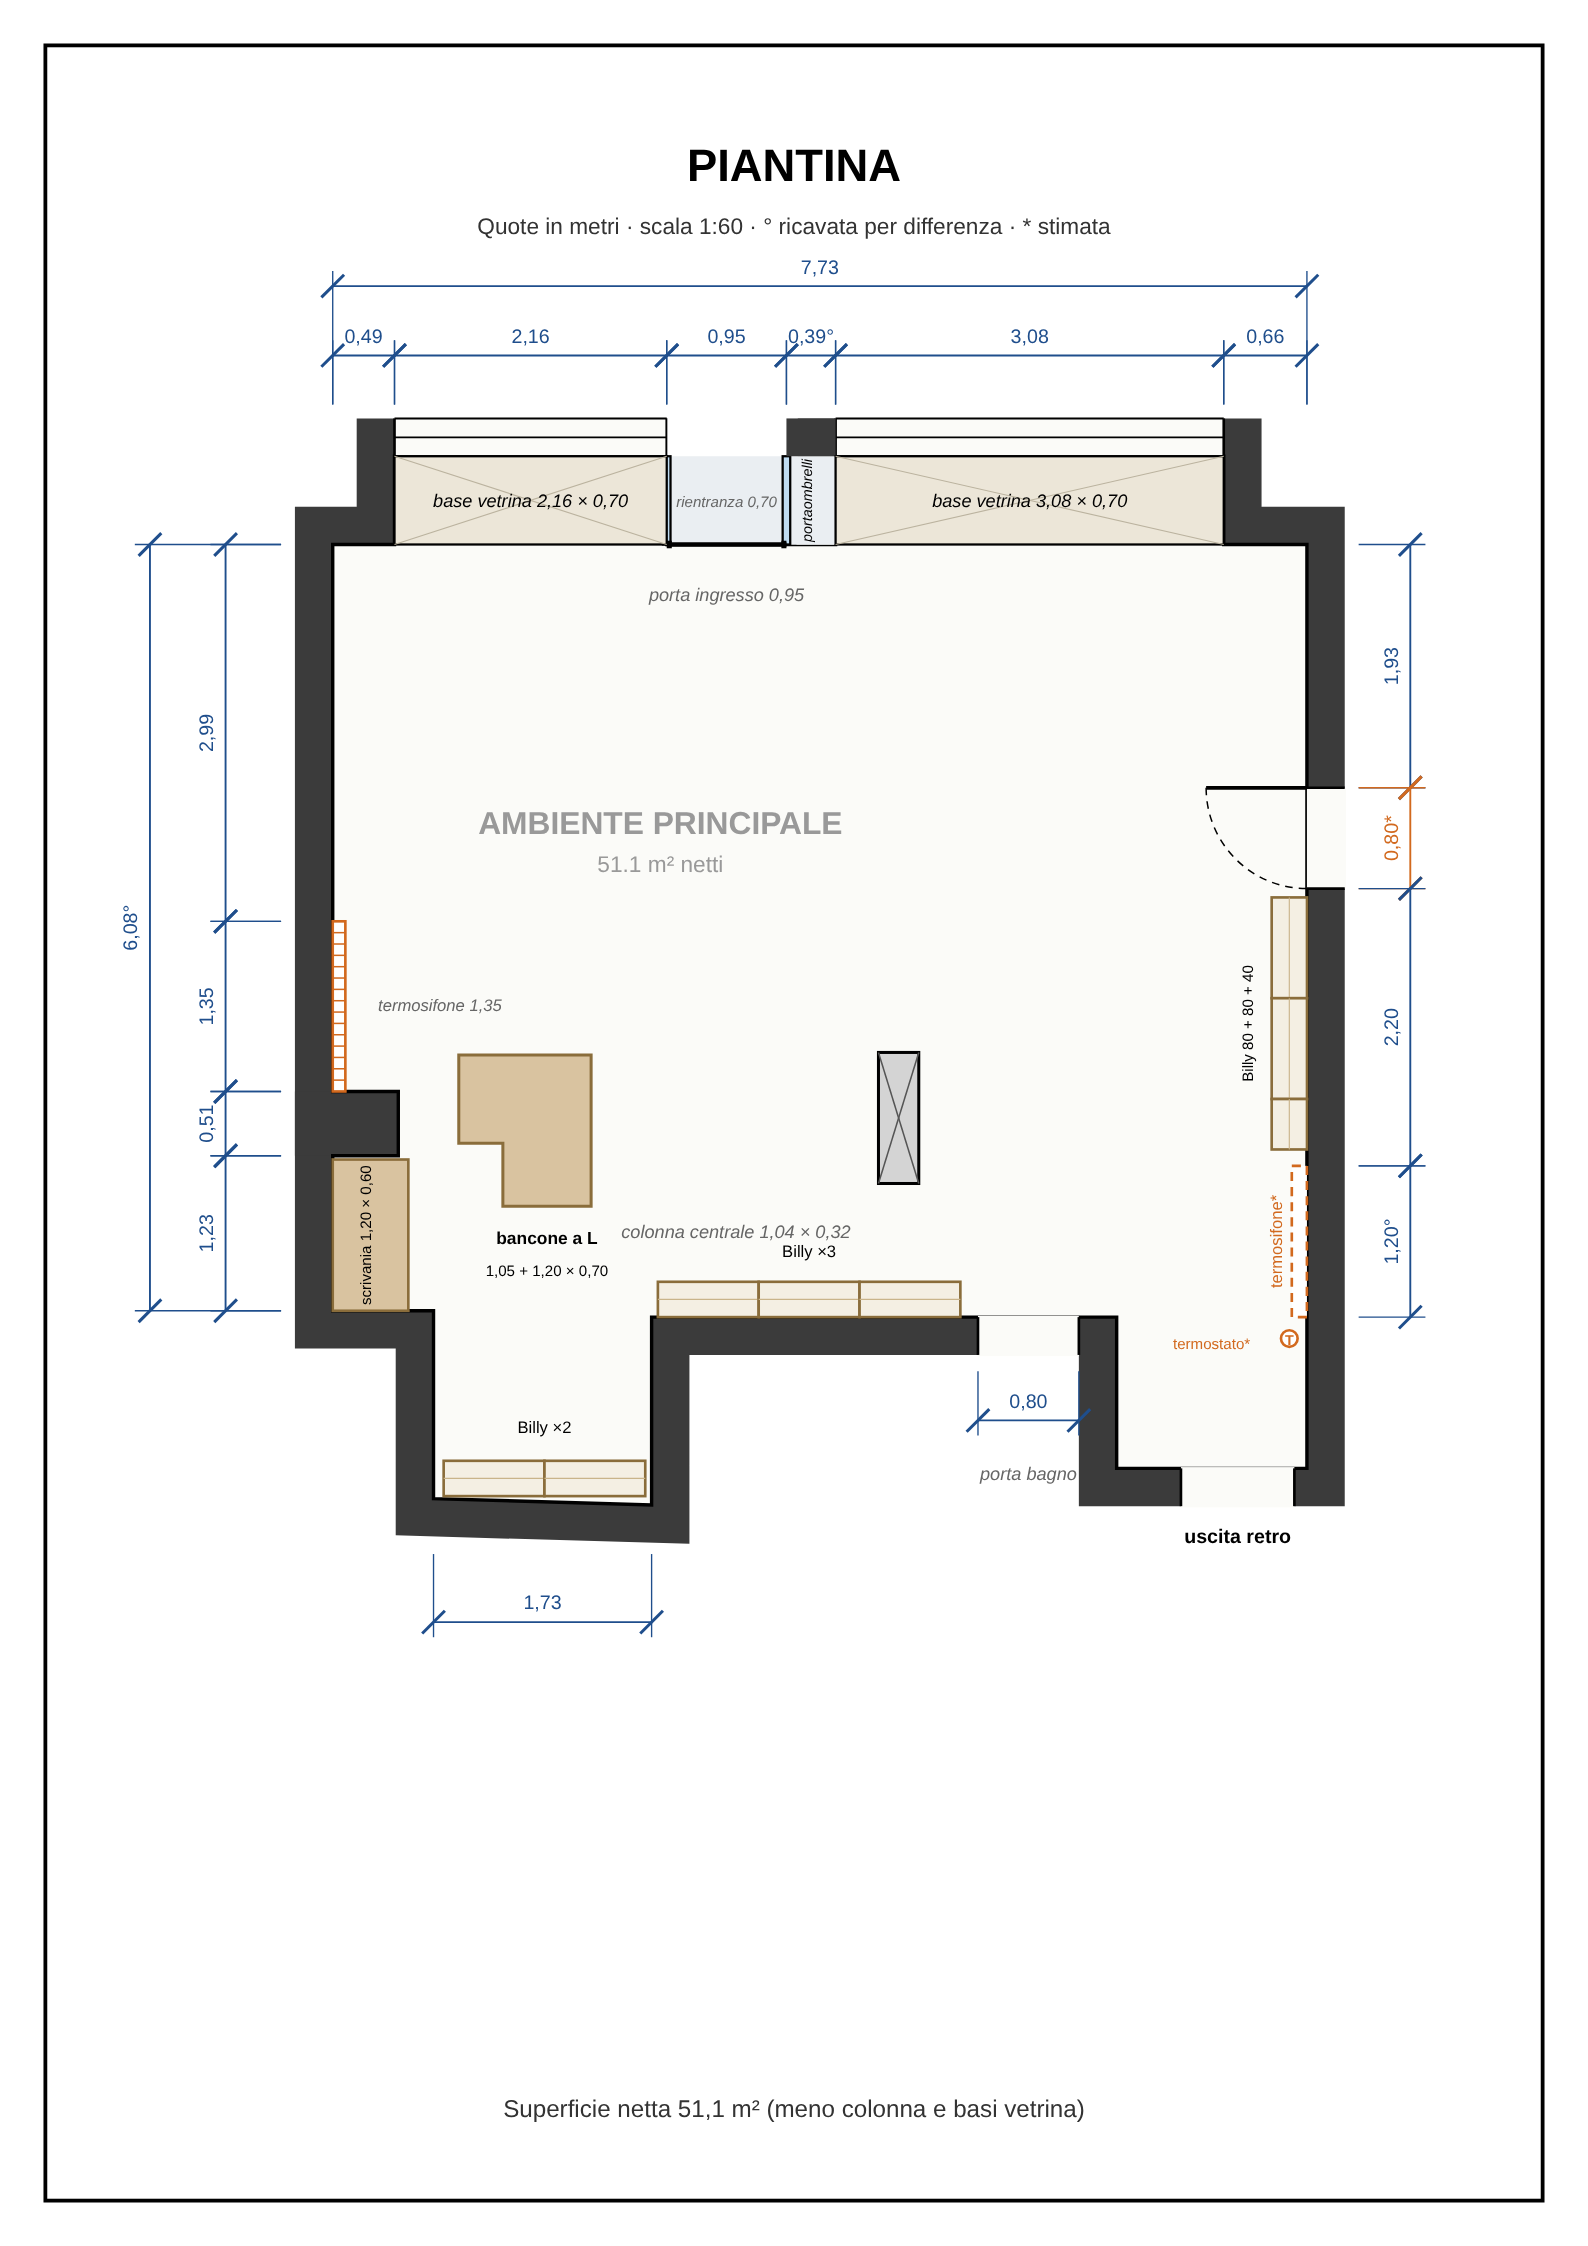 PIANTINA
Quote in metri · scala 1:60 · ° ricavata per differenza · * stimata
7,73
0,49
2,16
0,95
0,39°
3,08
0,66
base vetrina 2,16 × 0,70
rientranza 0,70
portaombrelli
base vetrina 3,08 × 0,70
porta ingresso 0,95
2,99
1,93
AMBIENTE PRINCIPALE
51.1 m² netti
0,80*
6,08°
1,35
termosifone 1,35
Billy 80 + 80 + 40
2,20
0,51
scrivania 1,20 × 0,60
1,23
bancone a L
1,05 + 1,20 × 0,70
colonna centrale 1,04 × 0,32
Billy ×3
termosifone*
1,20°
termostato*
T
0,80
Billy ×2
porta bagno
uscita retro
1,73
Superficie netta 51,1 m² (meno colonna e basi vetrina)